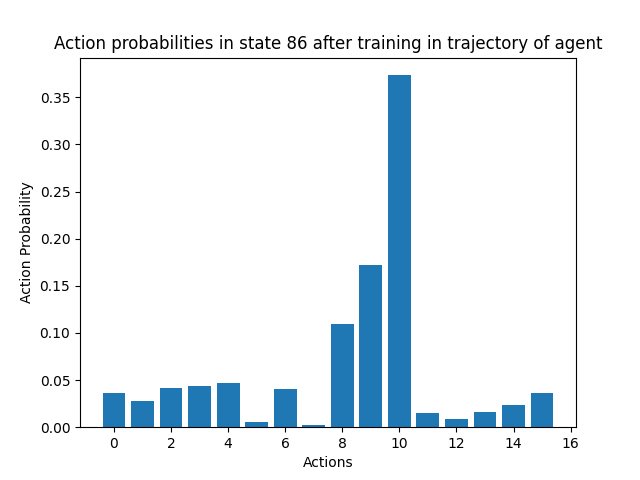 Action probabilities in state 86 after training in trajectory of agent
0.35
0.30
0.25
0.20
0.15
0.10
0.05
0.00
Action Probability
0 2 4 6 8 10 12 14 16
Actions